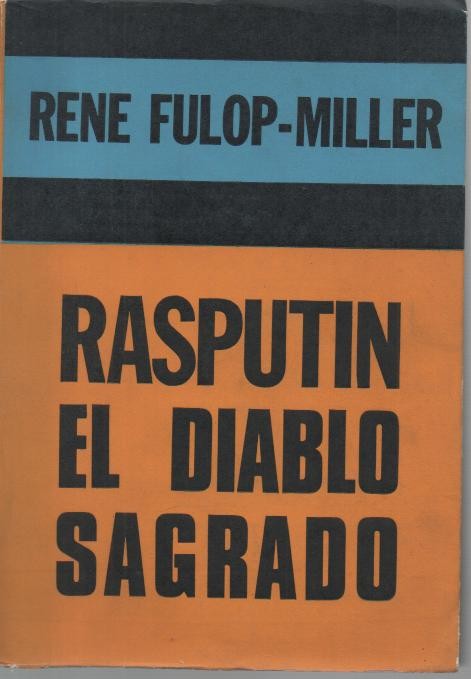 RENE FULOP-MILLER
RASPUTIN
EL DIABLO
SAGRADO